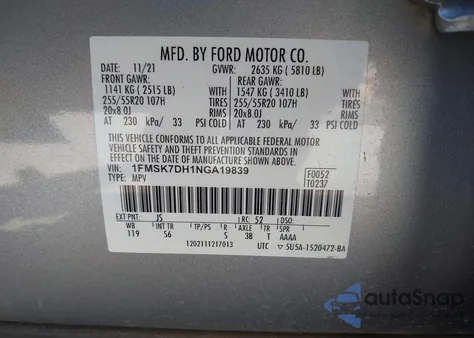 MFD. BY FORD MOTOR CO.
DATE: 11/21 GVWR: 2635 KG ( 5810 LB)
FRONT GAWR: REAR GAWR:
1141 KG ( 2515 LB) WITH 1547 KG ( 3410 LB) WITH
255/55R20 107H TIRES 255/55R20 107H TIRES
20x8.0J RIMS 20x8.0J RIMS
AT 230 kPa/ 33 PSI COLD AT 230 kPa/ 33 PSI COLD
THIS VEHICLE CONFORMS TO ALL APPLICABLE FEDERAL MOTOR
VEHICLE SAFETY AND THEFT PREVENTION STANDARDS IN EFFECT ON
THE DATE OF MANUFACTURE SHOWN ABOVE.
VIN: 1FMSK7DH1NGA19839 F0052
TYPE: MPV T0237
EXT PNT: JS RC: 52 DSO:
WB INT TR TP/PS R AXLE TR SPR
119 S6 S 38 T AAAA
1202111217013 UTC 5U5A-1520472-BA
autoSnap